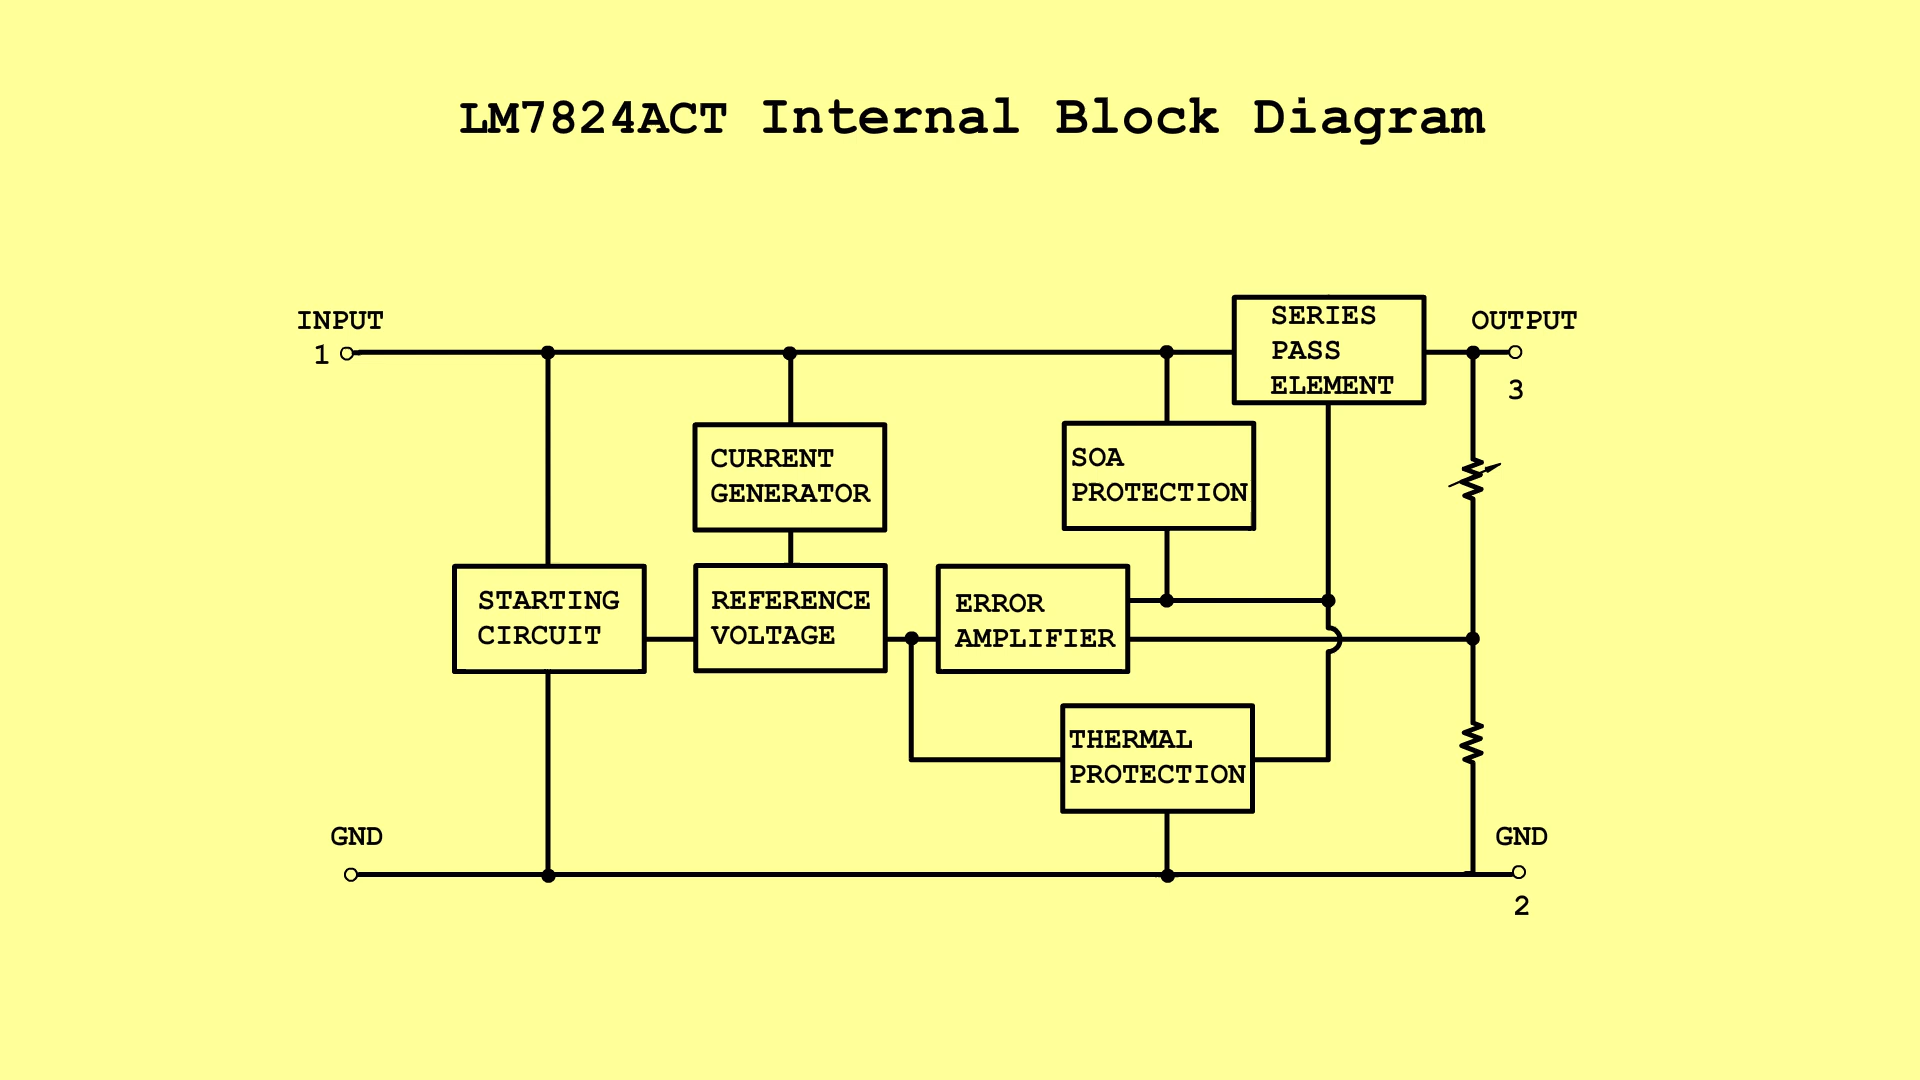 LM7824ACT Internal Block Diagram
INPUT
1
SERIES
PASS
ELEMENT
OUTPUT
3
CURRENT
GENERATOR
SOA
PROTECTION
STARTING
CIRCUIT
REFERENCE
VOLTAGE
ERROR
AMPLIFIER
THERMAL
PROTECTION
GND
GND
2